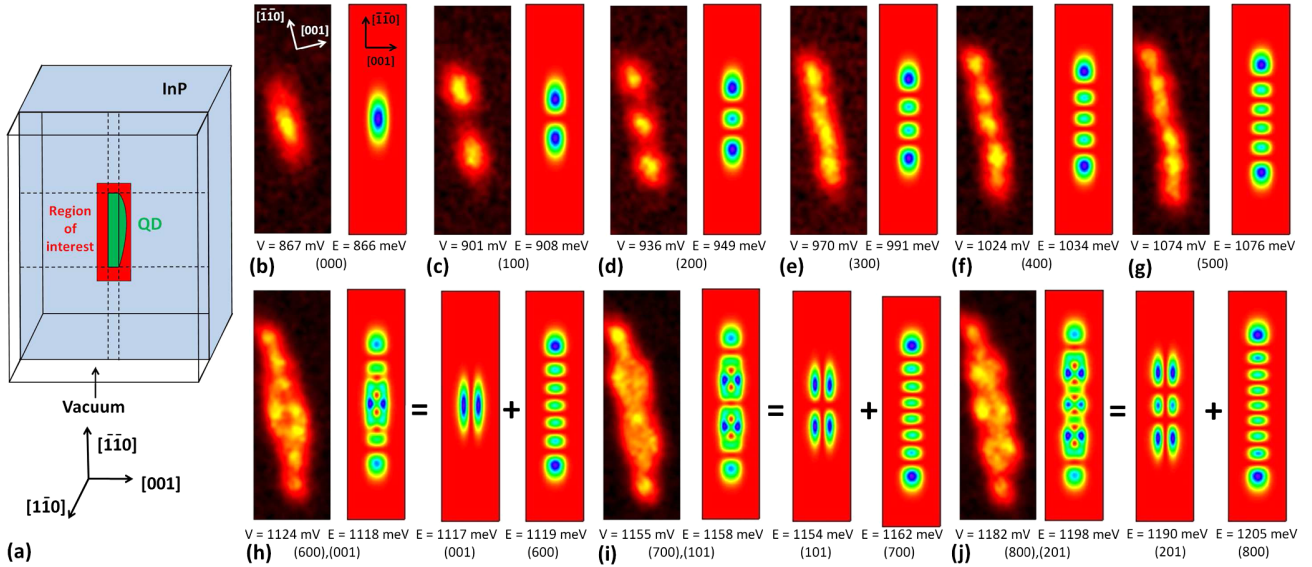 InP
Region
of
interest
QD
Vacuum
[1̄1̄0]
[001]
[11̄0]
(a)
[1̄1̄0]
[001]
[1̄1̄0]
[001]
V = 867 mV E = 866 meV
(b) (000)
V = 901 mV E = 908 meV
(c) (100)
V = 936 mV E = 949 meV
(d) (200)
V = 970 mV E = 991 meV
(e) (300)
V = 1024 mV E = 1034 meV
(f) (400)
V = 1074 mV E = 1076 meV
(g) (500)
= +
V = 1124 mV E = 1118 meV E = 1117 meV E = 1119 meV
(h) (600),(001) (001) (600)
= +
V = 1155 mV E = 1158 meV E = 1154 meV E = 1162 meV
(i) (700),(101) (101) (700)
= +
V = 1182 mV E = 1198 meV E = 1190 meV E = 1205 meV
(j) (800),(201) (201) (800)